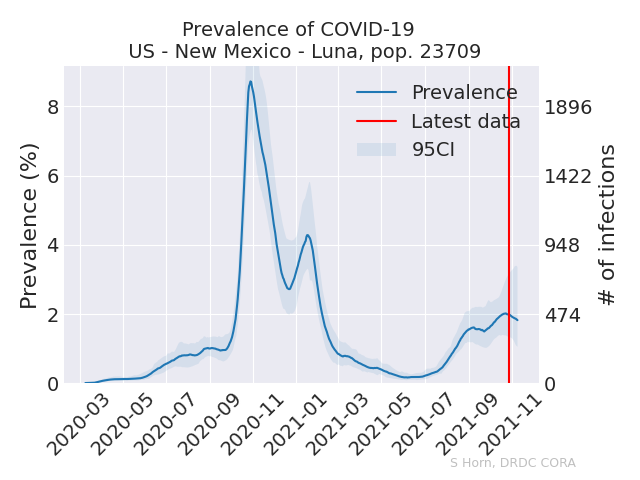 Prevalence of COVID-19
US - New Mexico - Luna, pop. 23709
Prevalence
Latest data
95CI
Prevalence (%)
8
6
4
2
0
1896
1422
948
474
0
# of infections
2020-03
2020-05
2020-07
2020-09
2020-11
2021-01
2021-03
2021-05
2021-07
2021-09
2021-11
S Horn, DRDC CORA